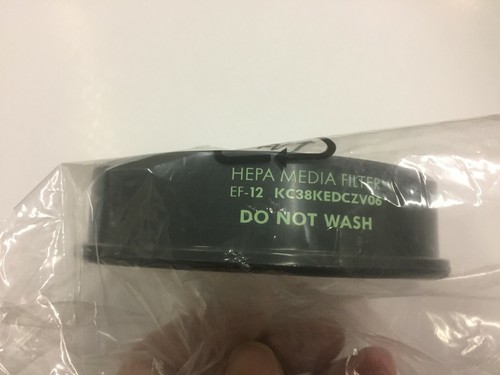 HEPA MEDIA FILTER
EF-12 KC38KEDCZV06
DO NOT WASH